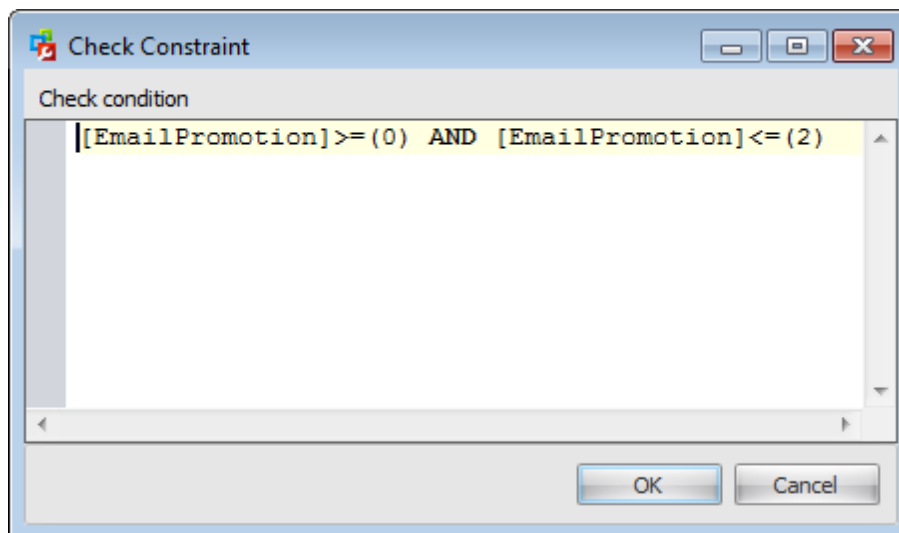 Check Constraint
Check condition
[EmailPromotion]>=(0) AND [EmailPromotion]<=(2)
OK
Cancel